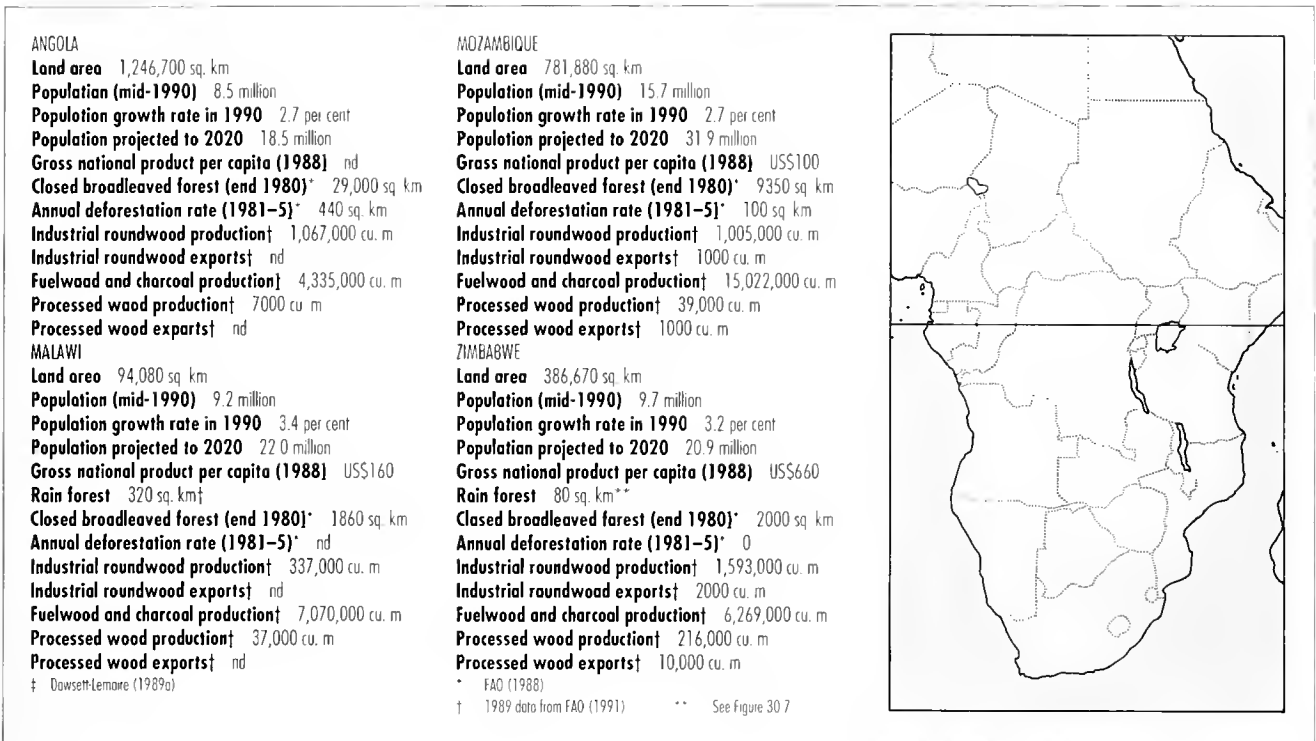 ANGOLA
Land area 1,246,700 sq. km
Population (mid-1990) 8.5 million
Population growth rate in 1990 2.7 per cent
Population projected to 2020 18.5 million
Gross national product per capita (1988) nd
Closed broadleaved forest (end 1980)* 29,000 sq km
Annual deforestation rate (1981–5)* 440 sq. km
Industrial roundwood production† 1,067,000 cu. m
Industrial roundwood exports† nd
Fuelwood and charcoal production† 4,335,000 cu. m
Processed wood production† 7000 cu m
Processed wood exports† nd
MALAWI
Land area 94,080 sq km
Population (mid-1990) 9.2 million
Population growth rate in 1990 3.4 per cent
Population projected to 2020 22 0 million
Gross national product per capita (1988) US$160
Rain forest 320 sq. km†
Closed broadleaved forest (end 1980)* 1860 sq. km
Annual deforestation rate (1981–5)* nd
Industrial roundwood production† 337,000 cu. m
Industrial roundwood exports† nd
Fuelwood and charcoal production† 7,070,000 cu. m
Processed wood production† 37,000 cu. m
Processed wood exports† nd
‡ Dowsett-Lemaire (1989a)
MOZAMBIQUE
Land area 781,880 sq. km
Population (mid-1990) 15.7 million
Population growth rate in 1990 2.7 per cent
Population projected to 2020 31 9 million
Gross national product per capita (1988) US$100
Closed broadleaved forest (end 1980)* 9350 sq. km
Annual deforestation rate (1981–5)* 100 sq km
Industrial roundwood production† 1,005,000 cu. m
Industrial roundwood exports† 1000 cu. m
Fuelwood and charcoal production† 15,022,000 cu. m
Processed wood production† 39,000 cu. m
Processed wood exports† 1000 cu. m
ZIMBABWE
Land area 386,670 sq. km
Population (mid-1990) 9.7 million
Population growth rate in 1990 3.2 per cent
Population projected to 2020 20.9 million
Gross national product per capita (1988) US$660
Rain forest 80 sq. km**
Closed broadleaved forest (end 1980)* 2000 sq km
Annual deforestation rate (1981–5)* 0
Industrial roundwood production† 1,593,000 cu. m
Industrial roundwood exports† 2000 cu. m
Fuelwood and charcoal production† 6,269,000 cu. m
Processed wood production† 216,000 cu. m
Processed wood exports† 10,000 cu. m
* FAO (1988)
† 1989 data from FAO (1991) ** See Figure 30 7